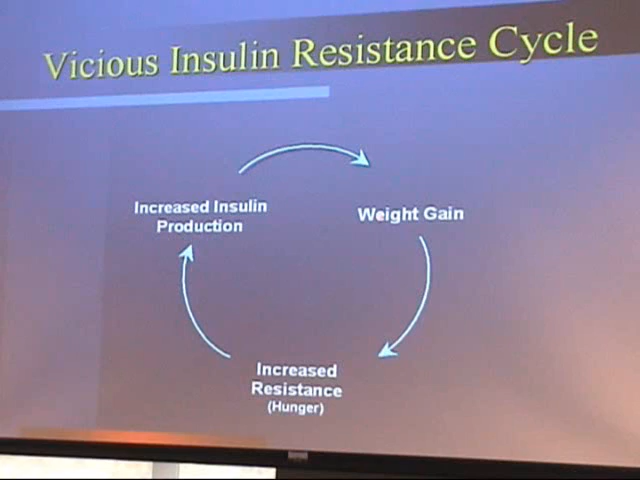 Vicious Insulin Resistance Cycle
Increased Insulin
Production
Weight Gain
Increased
Resistance
(Hunger)